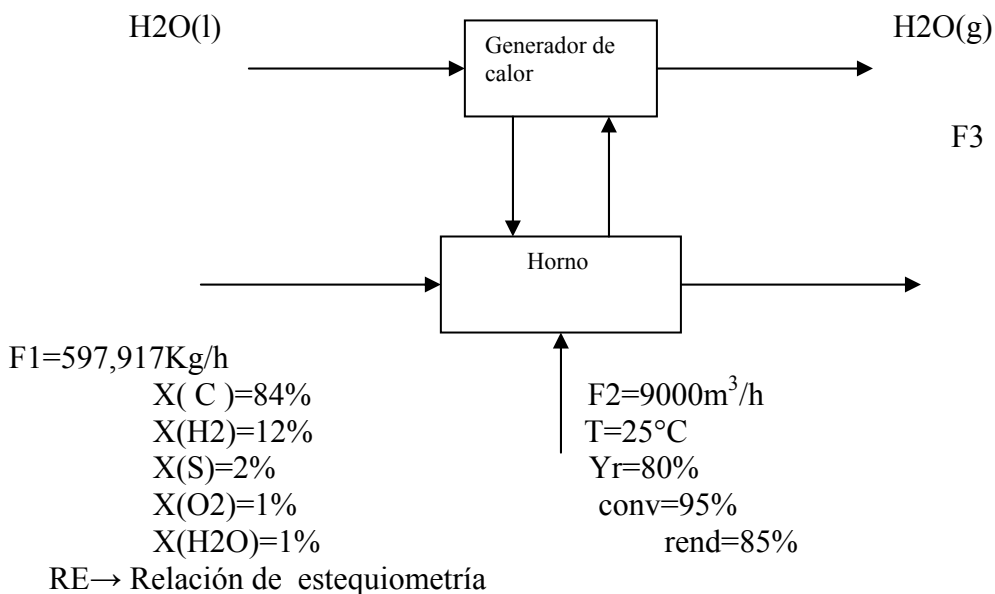 H2O(l)
H2O(g)
Generador de
calor
F3
Horno
F1=597,917Kg/h
X( C )=84%
F2=9000m³/h
X(H2)=12%
T=25°C
X(S)=2%
Yr=80%
X(O2)=1%
conv=95%
X(H2O)=1%
rend=85%
RE→ Relación de estequiometría